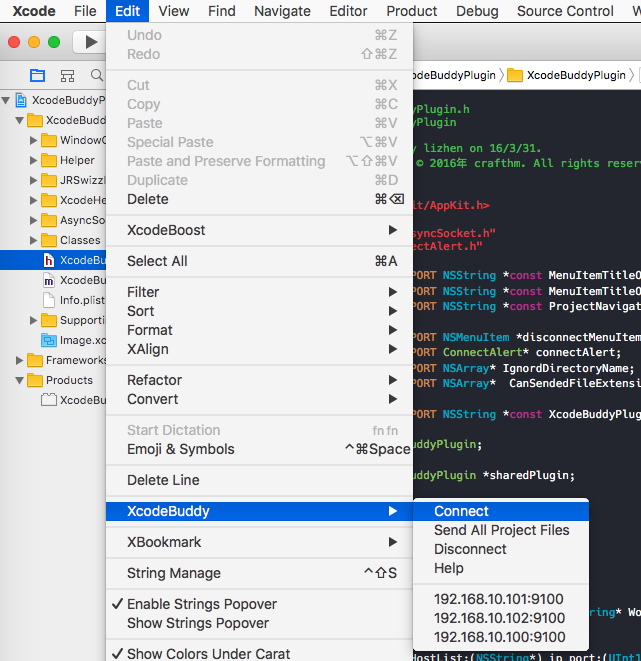 Xcode File Edit View Find Navigate Editor Product Debug Source Control Window
Undo ⌘Z
Redo ⇧⌘Z
Cut ⌘X
Copy ⌘C
Paste ⌘V
Special Paste ⌥⌘V
Paste and Preserve Formatting ⌥⇧⌘V
Duplicate ⌘D
Delete ⌘⌫
XcodeBoost
Select All ⌘A
Filter
Sort
Format
XAlign
Refactor
Convert
Start Dictation fn fn
Emoji & Symbols ^⌘Space
Delete Line
XcodeBuddy
XBookmark
String Manage ^⇧S
✓ Enable Strings Popover
Show Strings Popover
✓ Show Colors Under Carat
Connect
Send All Project Files
Disconnect
Help
192.168.10.101:9100
192.168.10.102:9100
192.168.10.100:9100
XcodeBuddyP
XcodeBudd
WindowC
Helper
JRSwizzl
XcodeHe
AsyncSo
Classes
h XcodeBu
m XcodeBu
Info.plist
Supporti
Image.xc
Frameworks
Products
XcodeBu
odeBuddyPlugin XcodeBuddyPlugin
yPlugin.h
yPlugin
y lizhen on 16/3/31.
© 2016年 crafthm. All rights reser
it/AppKit.h>
syncSocket.h"
ectAlert.h"
PORT NSString *const MenuItemTitleO
PORT NSString *const MenuItemTitleO
PORT NSString *const ProjectNavigat
PORT NSMenuItem *disconnectMenuItem
PORT ConnectAlert* connectAlert;
PORT NSArray* IgnordDirectoryName;
PORT NSArray* CanSendedFileExtensi
PORT NSString *const XcodeBuddyPlug
uddyPlugin;
uddyPlugin *sharedPlugin;
tring* Wo
HostList:(NSString*) ip port:(UInt1